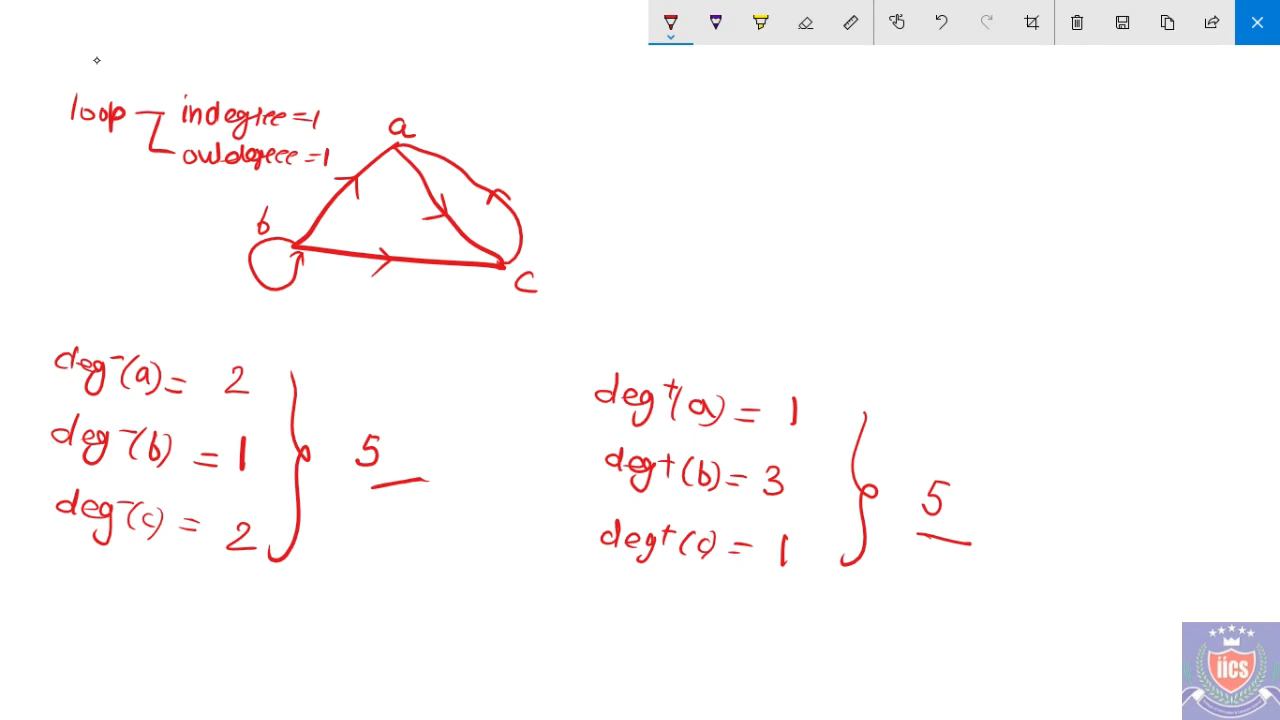 loop
indegree = 1
outdegree = 1
a
b
c
deg⁻(a) = 2
deg⁻(b) = 1
deg⁻(c) = 2
5
deg⁺(a) = 1
deg⁺(b) = 3
deg⁺(c) = 1
5
iics